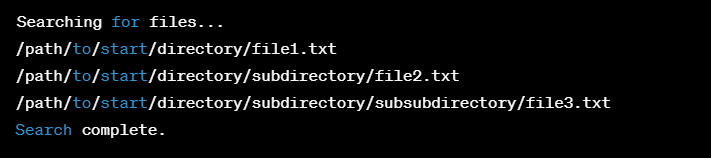 Searching for files...
/path/to/start/directory/file1.txt
/path/to/start/directory/subdirectory/file2.txt
/path/to/start/directory/subdirectory/subsubdirectory/file3.txt
Search complete.